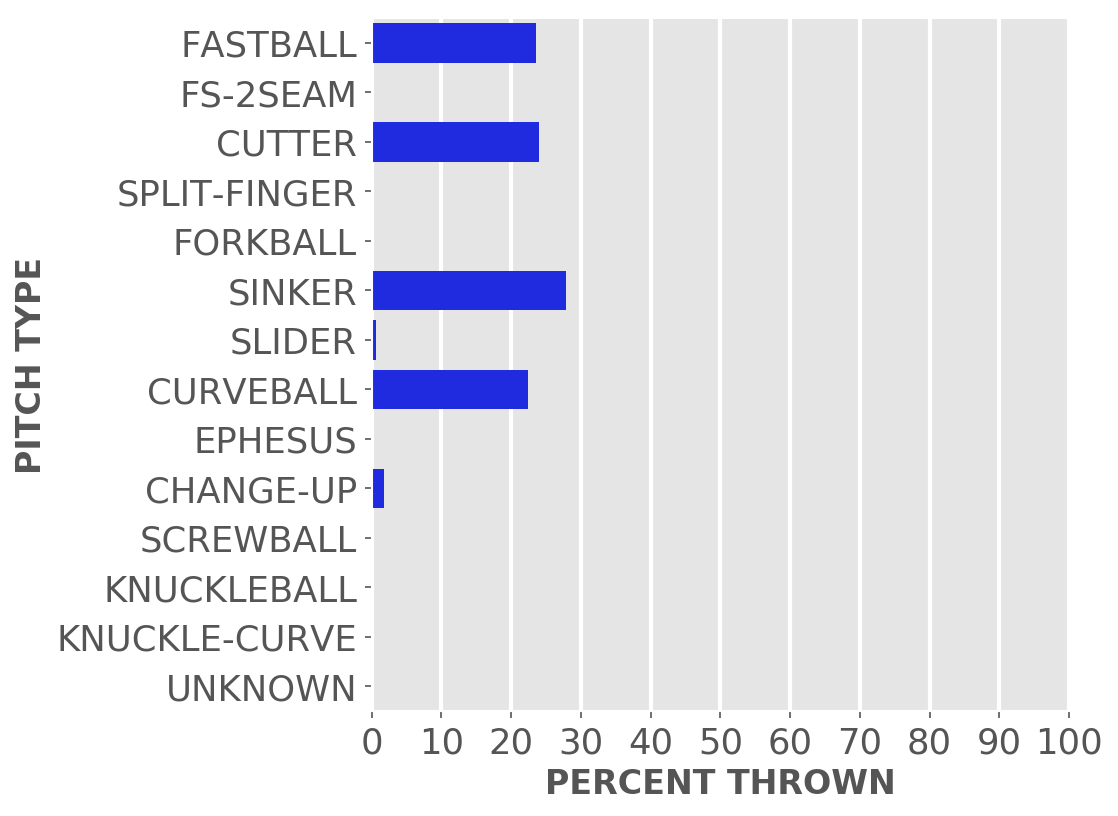 PITCH TYPE
FASTBALL
FS-2SEAM
CUTTER
SPLIT-FINGER
FORKBALL
SINKER
SLIDER
CURVEBALL
EPHESUS
CHANGE-UP
SCREWBALL
KNUCKLEBALL
KNUCKLE-CURVE
UNKNOWN
0 10 20 30 40 50 60 70 80 90 100
PERCENT THROWN